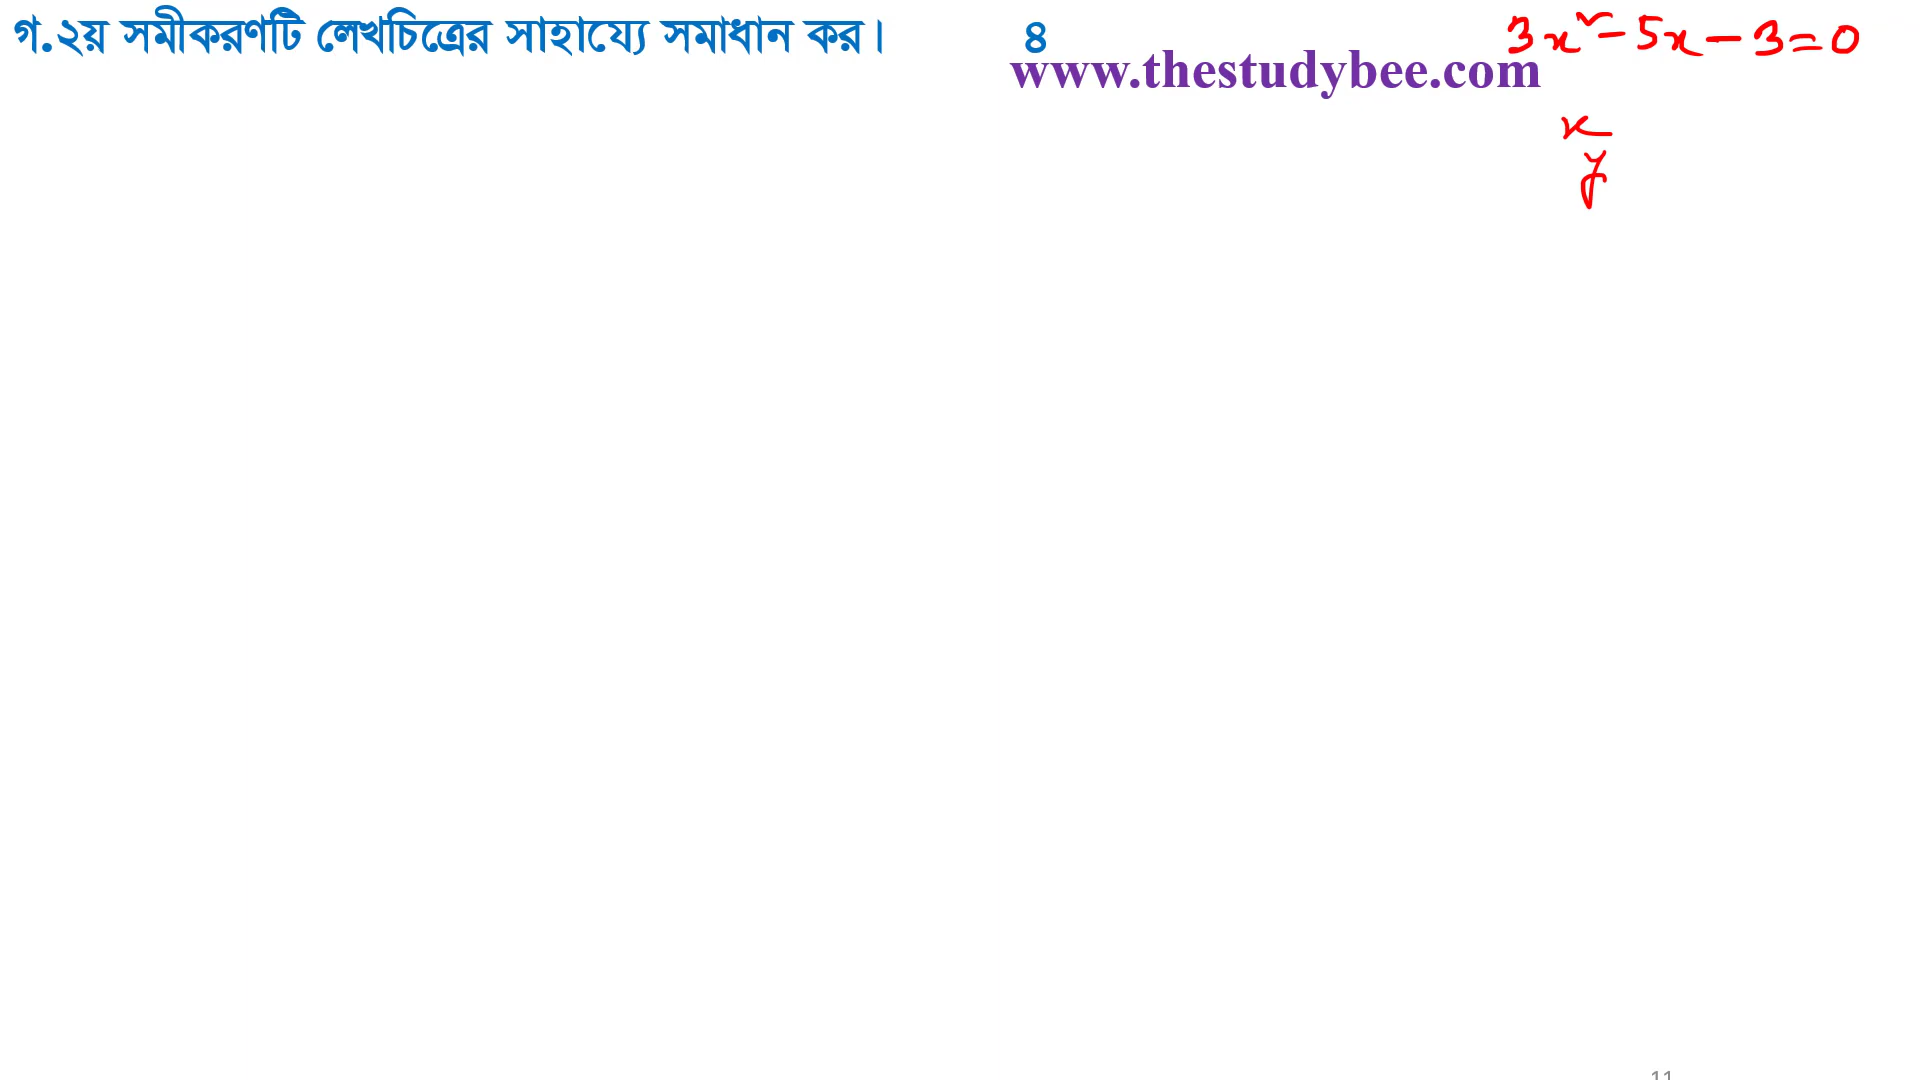 গ.২য় সমীকরণটি লেখচিত্রের সাহায্যে সমাধান কর।    ৪
3x² - 5x - 3 = 0
www.thestudybee.com
x
y
11